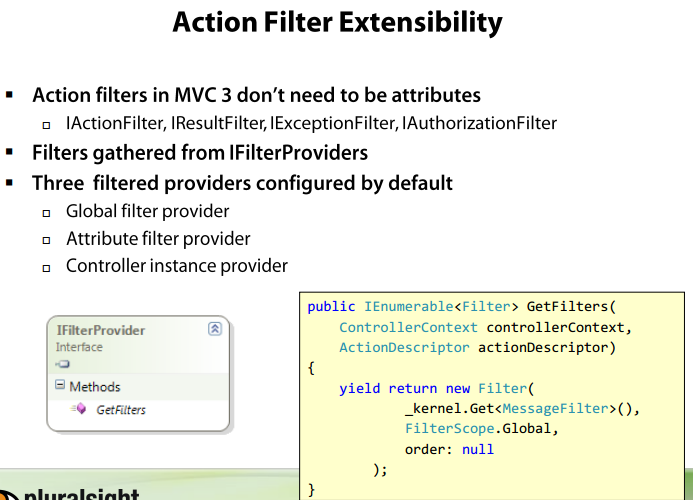 Action Filter Extensibility
Action filters in MVC 3 don't need to be attributes
IActionFilter, IResultFilter, IExceptionFilter, IAuthorizationFilter
Filters gathered from IFilterProviders
Three filtered providers configured by default
Global filter provider
Attribute filter provider
Controller instance provider
IFilterProvider
Interface
Methods
GetFilters
public IEnumerable<Filter> GetFilters(
ControllerContext controllerContext,
ActionDescriptor actionDescriptor)
{
yield return new Filter(
_kernel.Get<MessageFilter>(),
FilterScope.Global,
order: null
);
}
pluralsight